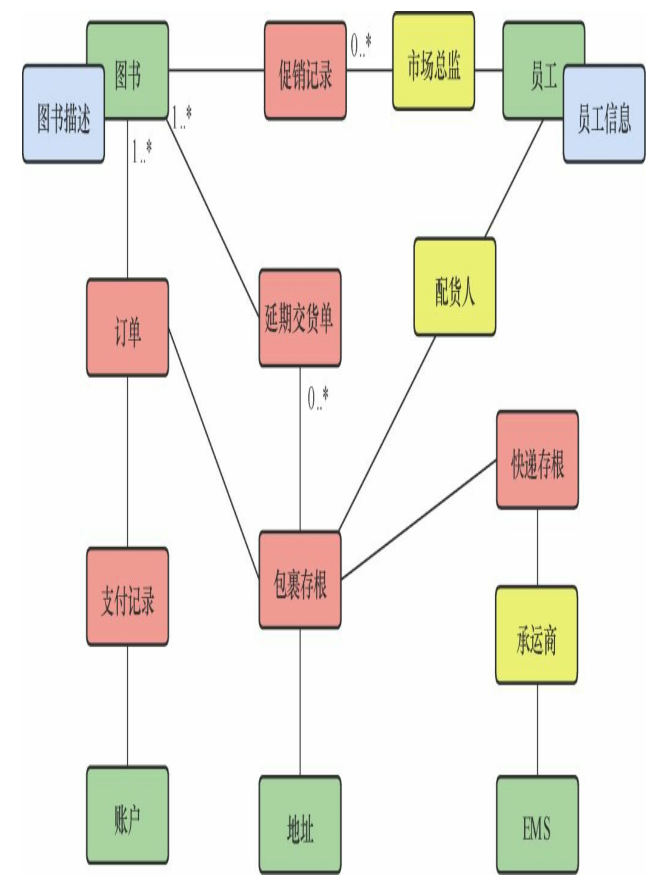 图书
图书描述
促销记录
0..*
市场总监
员工
员工信息
1..*
1..*
订单
延期交货单
0..*
配货人
快递存根
支付记录
包裹存根
承运商
账户
地址
EMS